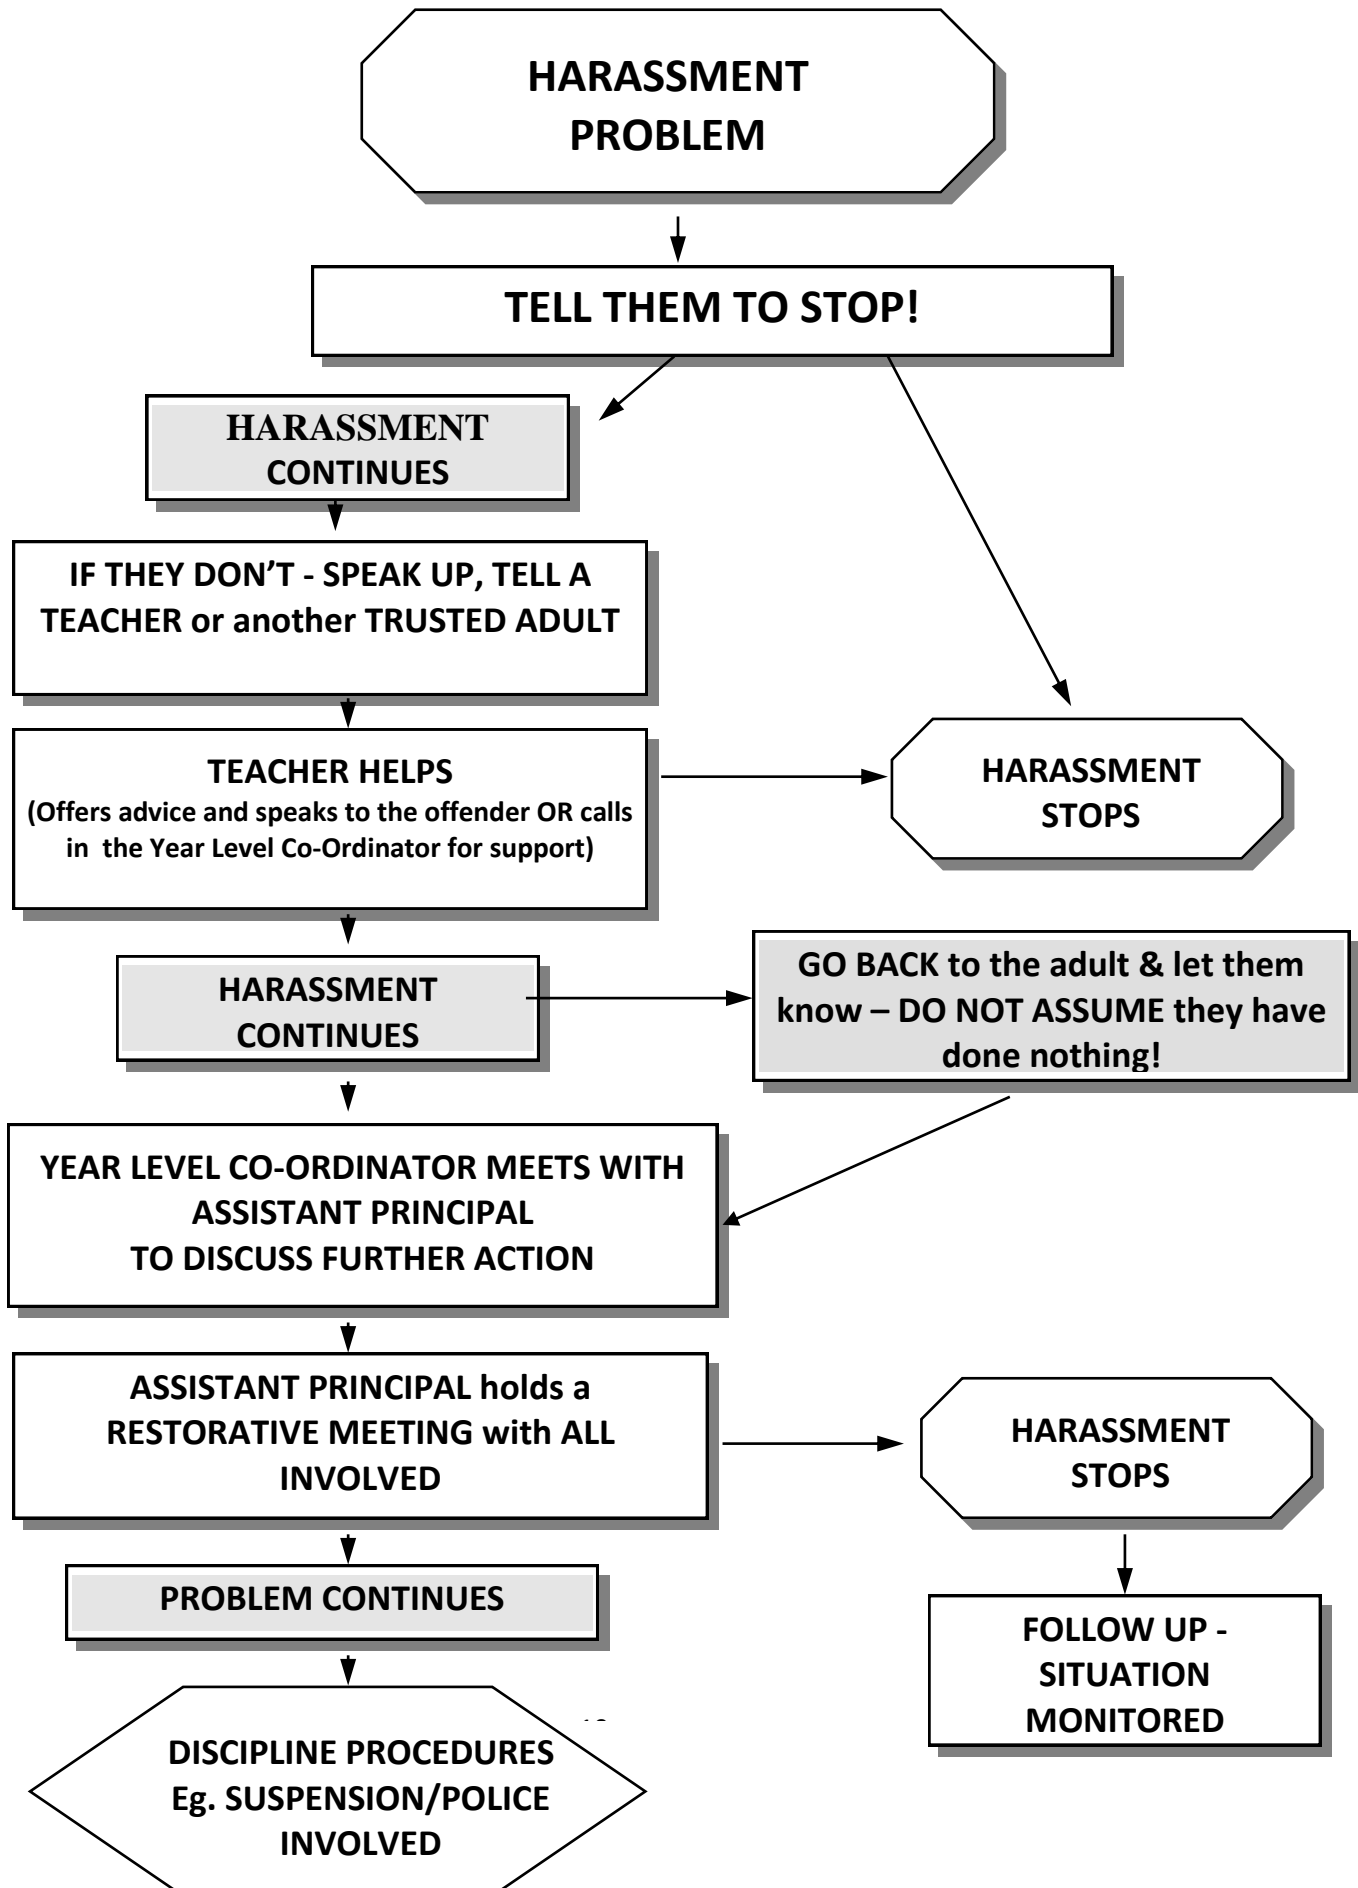 HARASSMENT
PROBLEM
TELL THEM TO STOP!
HARASSMENT
CONTINUES
IF THEY DON’T - SPEAK UP, TELL A
TEACHER or another TRUSTED ADULT
TEACHER HELPS
(Offers advice and speaks to the offender OR calls
in the Year Level Co-Ordinator for support)
HARASSMENT
STOPS
HARASSMENT
CONTINUES
GO BACK to the adult & let them
know – DO NOT ASSUME they have
done nothing!
YEAR LEVEL CO-ORDINATOR MEETS WITH
ASSISTANT PRINCIPAL
TO DISCUSS FURTHER ACTION
ASSISTANT PRINCIPAL holds a
RESTORATIVE MEETING with ALL
INVOLVED
HARASSMENT
STOPS
PROBLEM CONTINUES
FOLLOW UP -
SITUATION
MONITORED
DISCIPLINE PROCEDURES
Eg. SUSPENSION/POLICE
INVOLVED